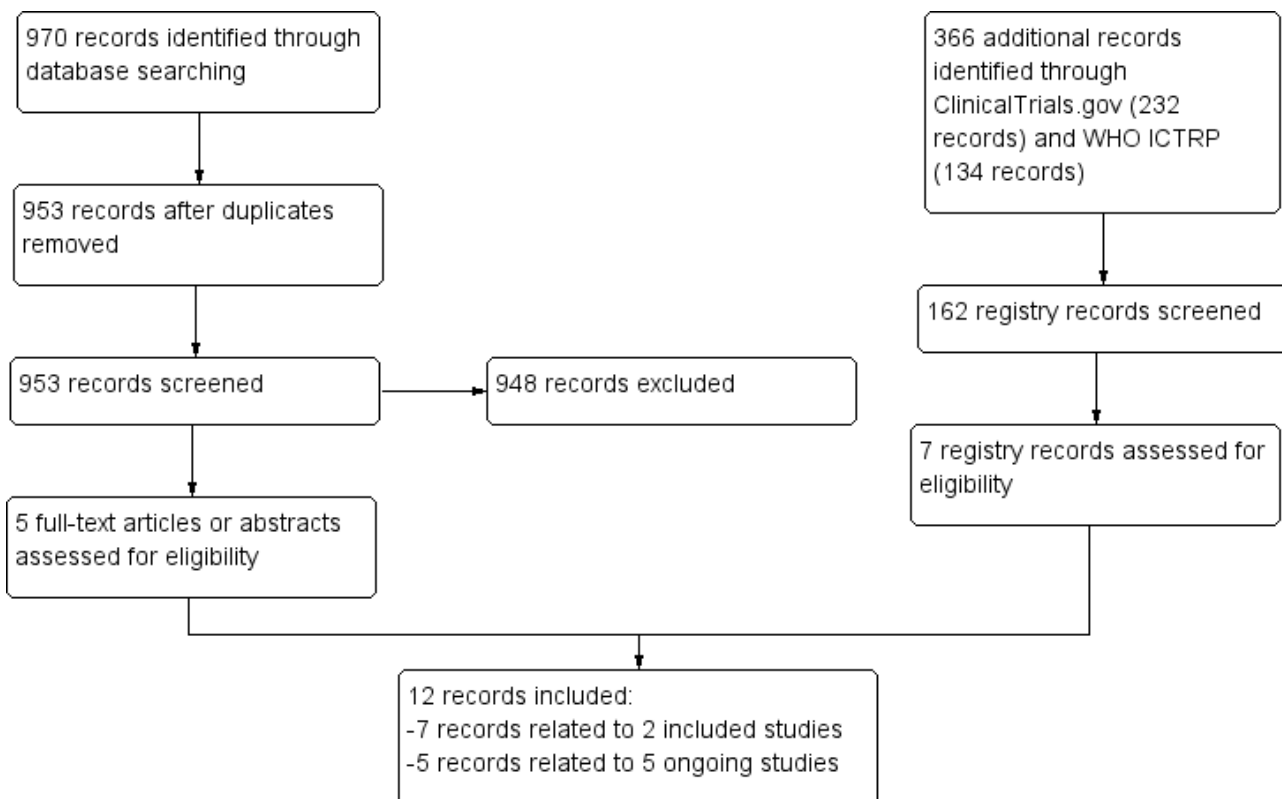 970 records identified through
database searching
366 additional records
identified through
ClinicalTrials.gov (232
records) and WHO ICTRP
(134 records)
953 records after duplicates
removed
162 registry records screened
953 records screened
948 records excluded
7 registry records assessed for
eligibility
5 full-text articles or abstracts
assessed for eligibility
12 records included:
-7 records related to 2 included studies
-5 records related to 5 ongoing studies